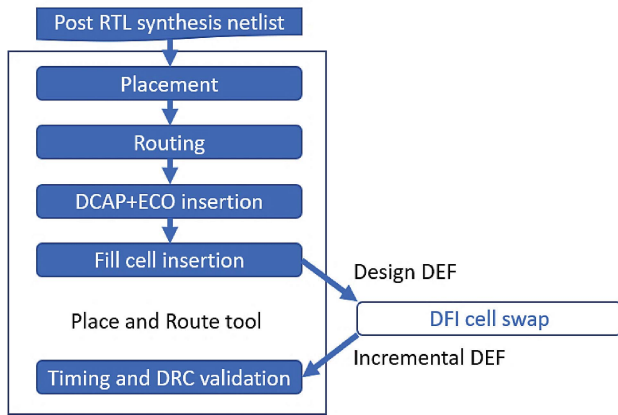 Post RTL synthesis netlist
Placement
Routing
DCAP+ECO insertion
Fill cell insertion
Design DEF
DFI cell swap
Place and Route tool
Incremental DEF
Timing and DRC validation